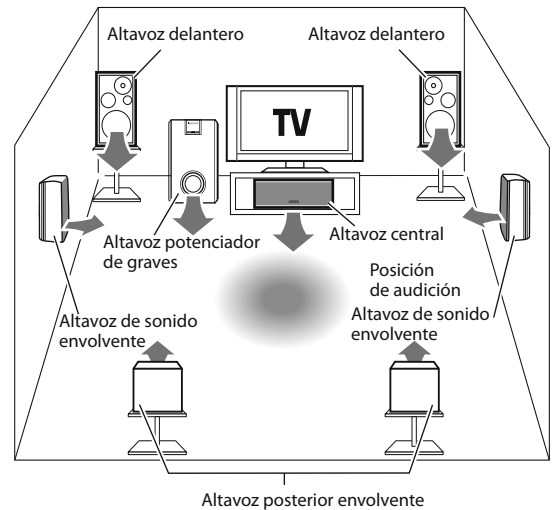 Altavoz delantero
Altavoz delantero
TV
Altavoz potenciador
de graves
Altavoz central
Posición
de audición
Altavoz de sonido
envolvente
Altavoz de sonido
envolvente
Altavoz posterior envolvente